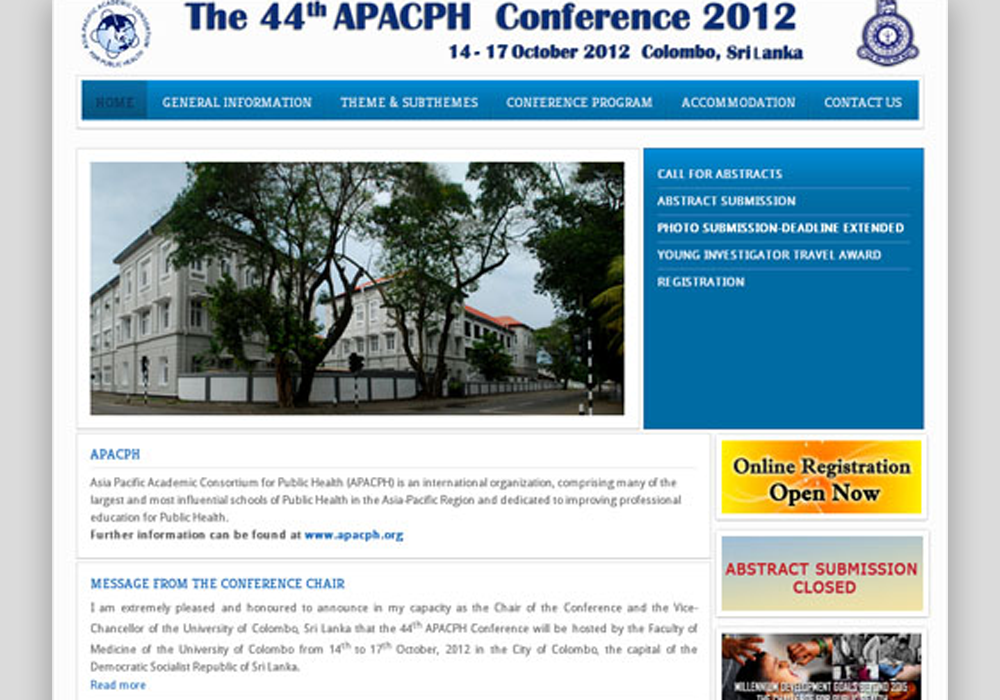 ASIA-PACIFIC ACADEMIC CONSORTIUM FOR PUBLIC HEALTH
The 44th APACPH Conference 2012
14 - 17 October 2012 Colombo, Sri Lanka
HOME GENERAL INFORMATION THEME & SUBTHEMES CONFERENCE PROGRAM ACCOMMODATION CONTACT US
CALL FOR ABSTRACTS
ABSTRACT SUBMISSION
PHOTO SUBMISSION-DEADLINE EXTENDED
YOUNG INVESTIGATOR TRAVEL AWARD
REGISTRATION
APACPH
Asia Pacific Academic Consortium for Public Health (APACPH) is an international organization, comprising many of the
largest and most influential schools of Public Health in the Asia-Pacific Region and dedicated to improving professional
education for Public Health.
Further information can be found at www.apacph.org
MESSAGE FROM THE CONFERENCE CHAIR
I am extremely pleased and honoured to announce in my capacity as the Chair of the Conference and the Vice-
Chancellor of the University of Colombo, Sri Lanka that the 44th APACPH Conference will be hosted by the Faculty of
Medicine of the University of Colombo from 14th to 17th October, 2012 in the City of Colombo, the capital of the
Democratic Socialist Republic of Sri Lanka.
Read more
Online Registration
Open Now
ABSTRACT SUBMISSION
CLOSED
MILLENNIUM DEVELOPMENT GOALS BEYOND 2015
THE CHALLENGE FOR PUBLIC HEALTH